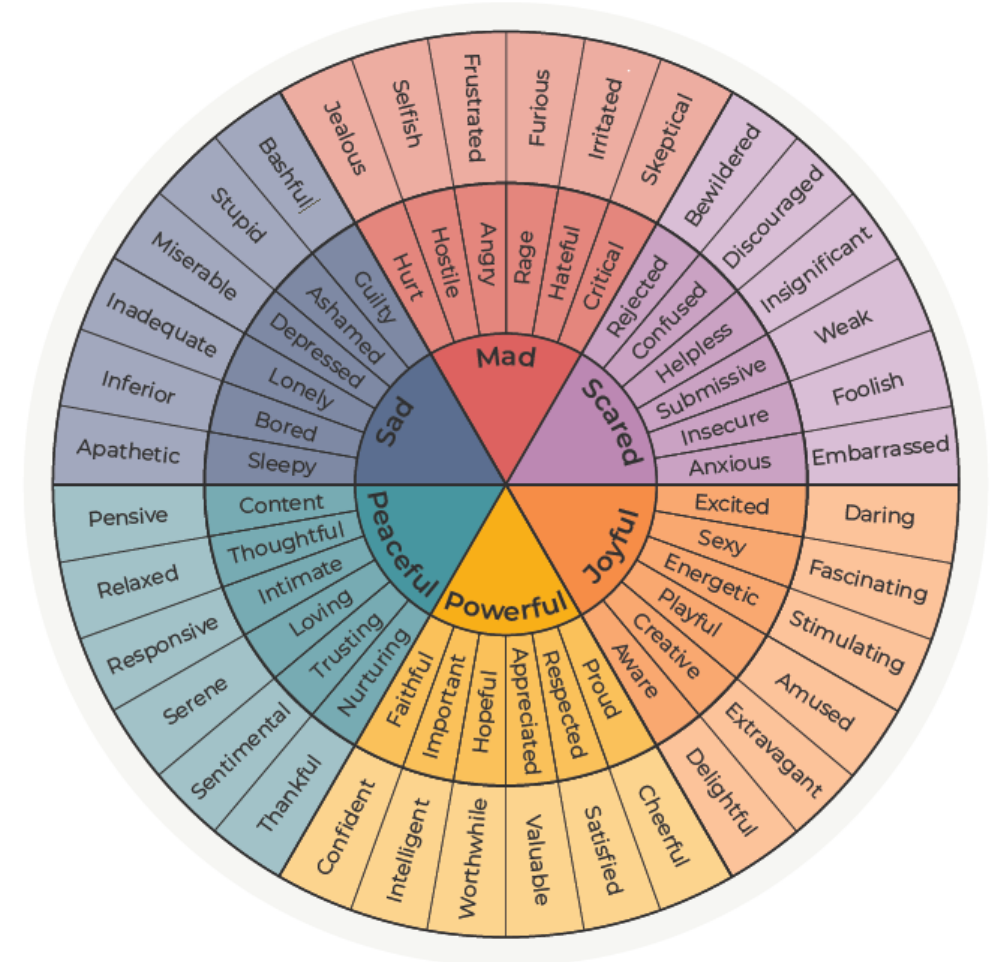 Mad
Scared
Joyful
Powerful
Peaceful
Sad
Hurt
Hostile
Angry
Rage
Hateful
Critical
Rejected
Confused
Helpless
Submissive
Insecure
Anxious
Excited
Sexy
Energetic
Playful
Creative
Aware
Proud
Respected
Appreciated
Hopeful
Important
Faithful
Nurturing
Trusting
Loving
Intimate
Thoughtful
Content
Sleepy
Bored
Lonely
Depressed
Ashamed
Guilty
Jealous
Selfish
Frustrated
Furious
Irritated
Skeptical
Bewildered
Discouraged
Insignificant
Weak
Foolish
Embarrassed
Daring
Fascinating
Stimulating
Amused
Extravagant
Delightful
Cheerful
Satisfied
Valuable
Worthwhile
Intelligent
Confident
Thankful
Sentimental
Serene
Responsive
Relaxed
Pensive
Apathetic
Inferior
Inadequate
Miserable
Stupid
Bashful